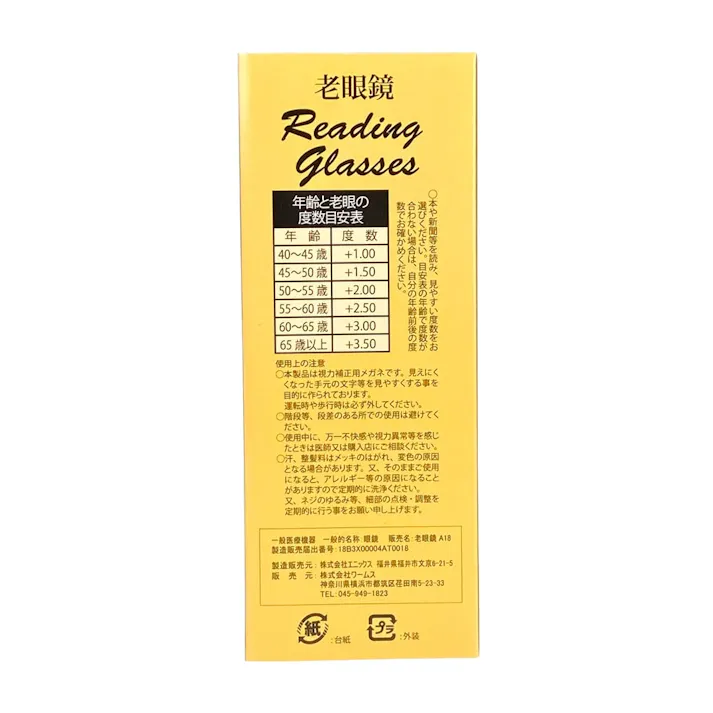 老眼鏡
Reading
Glasses
年齢と老眼の
度数目安表
年 齢 度 数
40〜45 歳 +1.00
45〜50 歳 +1.50
50〜55 歳 +2.00
55〜60 歳 +2.50
60〜65 歳 +3.00
65 歳以上 +3.50
○本や新聞等を読み、見やすい度数をお
選びください。目安表の年齢で度数が
合わない場合は、自分の年齢前後の度
数でお確かめください。
使用上の注意
○本製品は視力補正用メガネです。見えにく
くなった手元の文字等を見やすくする事を
目的に作られております。
運転時や歩行時は必ず外してください。
○階段等、段差のある所での使用は避けてく
ださい。
○使用中に、万一不快感や視力異常等を感じ
たときは医師又は購入店にご相談ください。
○汗、整髪料はメッキのはがれ、変色の原因
となる場合があります。又、そのままご使用
になると、アレルギー等の原因になること
がありますので定期的に洗浄ください。
又、ネジのゆるみ等、細部の点検・調整を
定期的に行う事をお願い申し上げます。
一般医療機器 一般的名称:眼鏡 販売名:老眼鏡 A18
製造販売届出番号:18B3X00004AT0018
製造販売元:株式会社エニックス 福井県福井市文京6-21-5
販 売 元:株式会社ワームス
神奈川県横浜市都筑区荏田南5-23-33
TEL:045-949-1823
紙 :台紙 プラ :外装